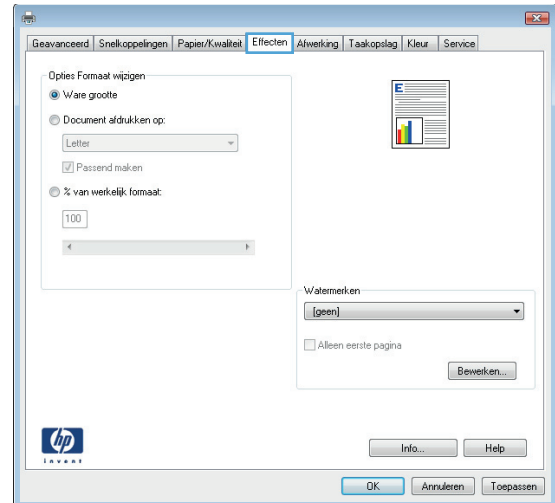 Geavanceerd Snelkoppelingen Papier/Kwaliteit Effecten Afwerking Taakopslag Kleur Service
Opties Formaat wijzigen
Ware grootte
Document afdrukken op:
Letter
Passend maken
% van werkelijk formaat:
100
E
Watermerken
[geen]
Alleen eerste pagina
Bewerken...
hp
invent
Info... Help
OK Annuleren Toepassen